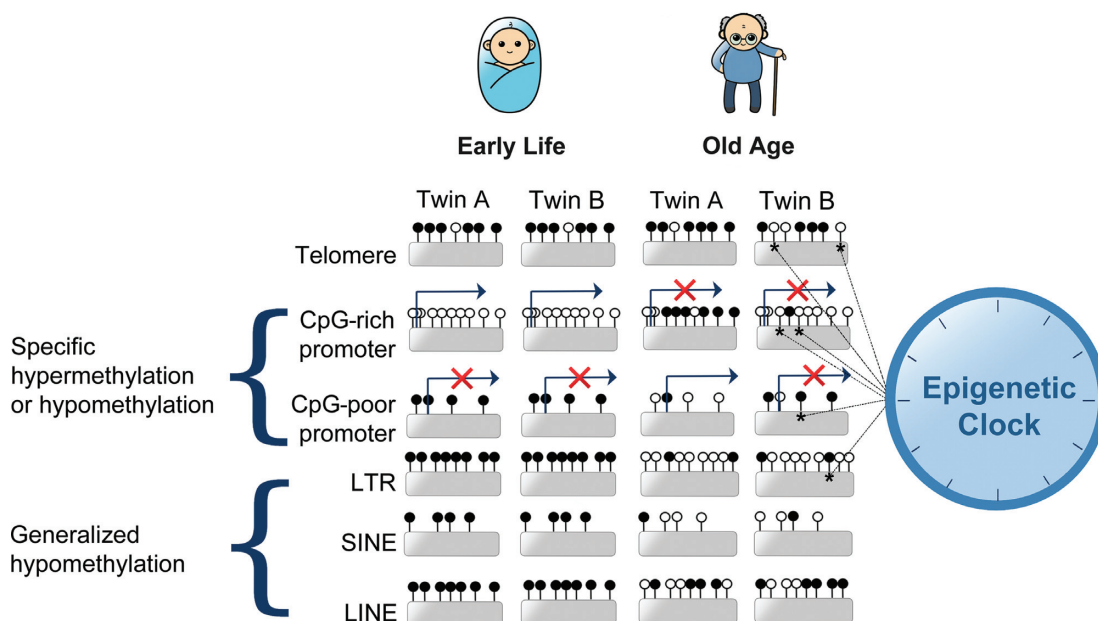 Early Life
Old Age
Twin A
Twin B
Twin A
Twin B
Telomere
Specific
hypermethylation
or hypomethylation
CpG-rich
promoter
CpG-poor
promoter
Epigenetic
Clock
Generalized
hypomethylation
LTR
SINE
LINE